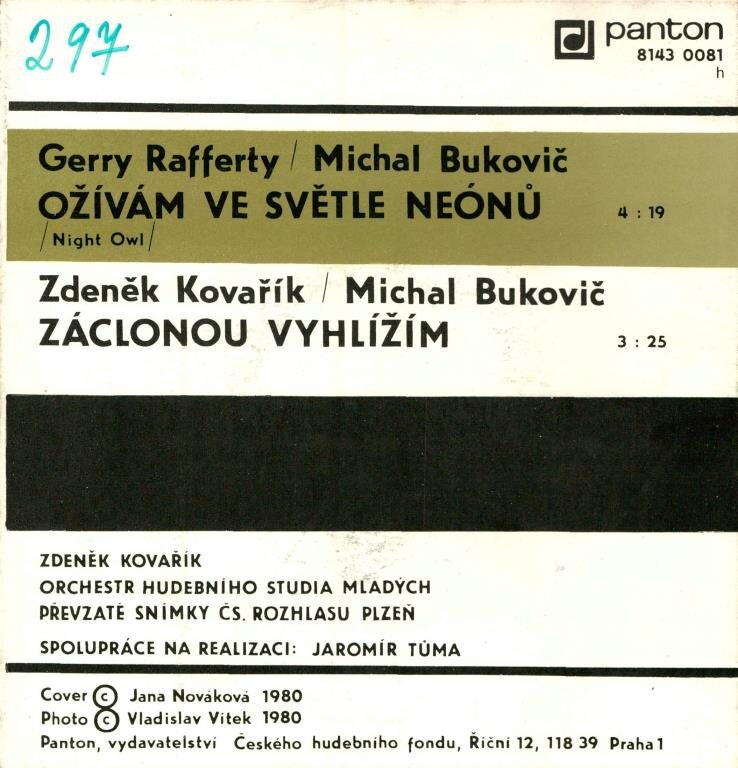 297
panton
8143 0081
h
Gerry Rafferty / Michal Bukovič
OŽÍVÁM VE SVĚTLE NEÓNŮ 4 : 19
/Night Owl/
Zdeněk Kovařík / Michal Bukovič
ZÁCLONOU VYHLÍŽÍM 3 : 25
ZDENĚK KOVAŘÍK
ORCHESTR HUDEBNÍHO STUDIA MLADÝCH
PŘEVZATÉ SNÍMKY ČS. ROZHLASU PLZEŇ
SPOLUPRÁCE NA REALIZACI: JAROMÍR TŮMA
Cover © Jana Nováková 1980
Photo © Vladislav Vítek 1980
Panton, vydavatelství Českého hudebního fondu, Říční 12, 118 39 Praha 1